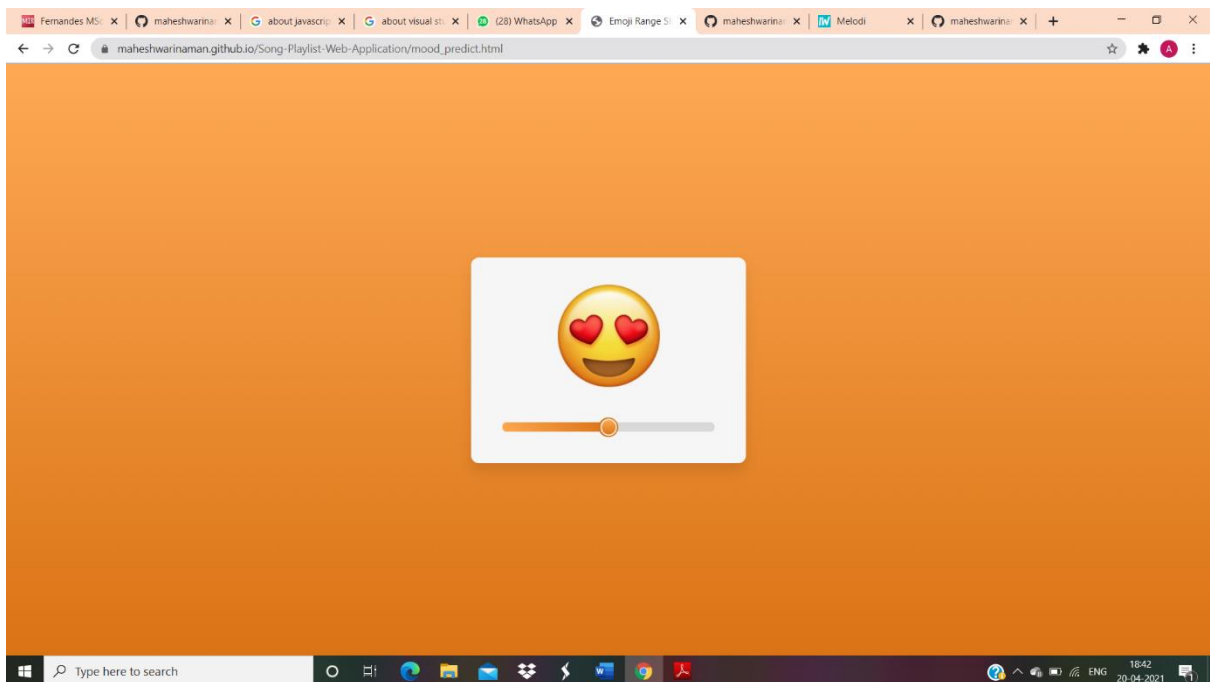 Fernandes MSc
maheshwarinar
about javascrip
about visual stu
(28) WhatsApp
Emoji Range Sl
maheshwarinar
Melodi
maheshwarinar
maheshwarinaman.github.io/Song-Playlist-Web-Application/mood_predict.html
A
Type here to search
ENG
18:42
20-04-2021